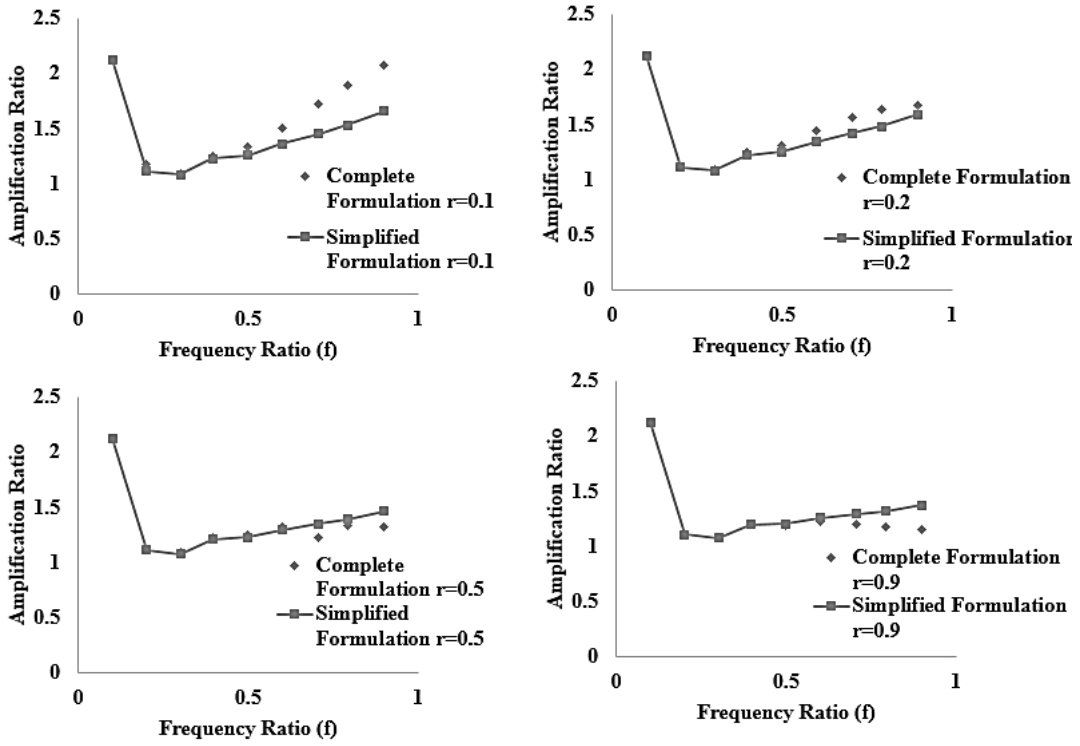 2.5
2
1.5
1
0.5
0
0
0.5
1
Amplification Ratio
Frequency Ratio (f)
Complete
Formulation r=0.1
Simplified
Formulation r=0.1
2.5
2
1.5
1
0.5
0
0
0.5
1
Amplification Ratio
Frequency Ratio (f)
Complete Formulation
r=0.2
Simplified Formulation
r=0.2
2.5
2
1.5
1
0.5
0
0
0.5
1
Amplification Ratio
Frequency Ratio (f)
Complete
Formulation r=0.5
Simplified
Formulation r=0.5
2.5
2
1.5
1
0.5
0
0
0.5
1
Amplification Ratio
Frequency Ratio (f)
Complete Formulation
r=0.9
Simplified Formulation
r=0.9